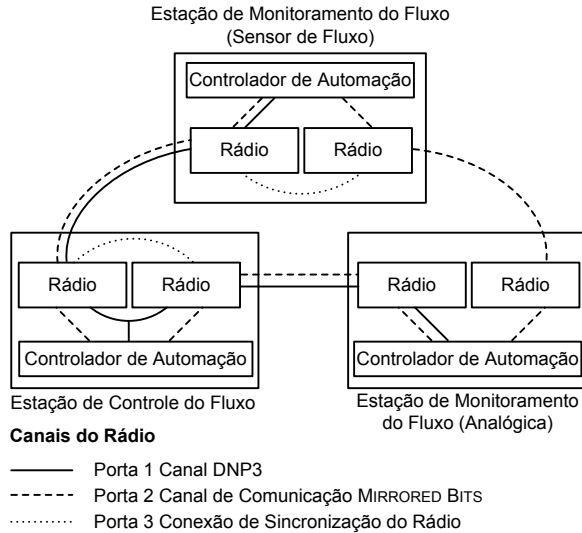 Estação de Monitoramento do Fluxo
(Sensor de Fluxo)
Controlador de Automação
Rádio
Rádio
Rádio
Rádio
Controlador de Automação
Estação de Controle do Fluxo
Rádio
Rádio
Controlador de Automação
Estação de Monitoramento
do Fluxo (Analógica)
Canais do Rádio
Porta 1 Canal DNP3
Porta 2 Canal de Comunicação MIRRORED BITS
Porta 3 Conexão de Sincronização do Rádio